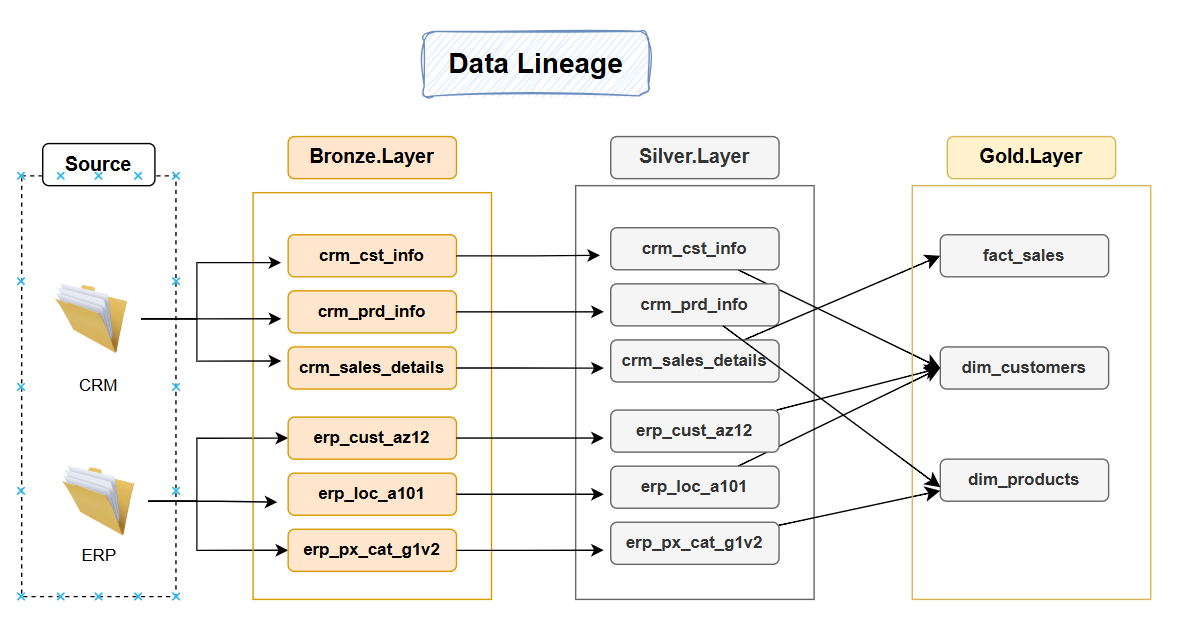 Data Lineage
Source
Bronze.Layer
Silver.Layer
Gold.Layer
CRM
ERP
crm_cst_info
crm_prd_info
crm_sales_details
erp_cust_az12
erp_loc_a101
erp_px_cat_g1v2
crm_cst_info
crm_prd_info
crm_sales_details
erp_cust_az12
erp_loc_a101
erp_px_cat_g1v2
fact_sales
dim_customers
dim_products